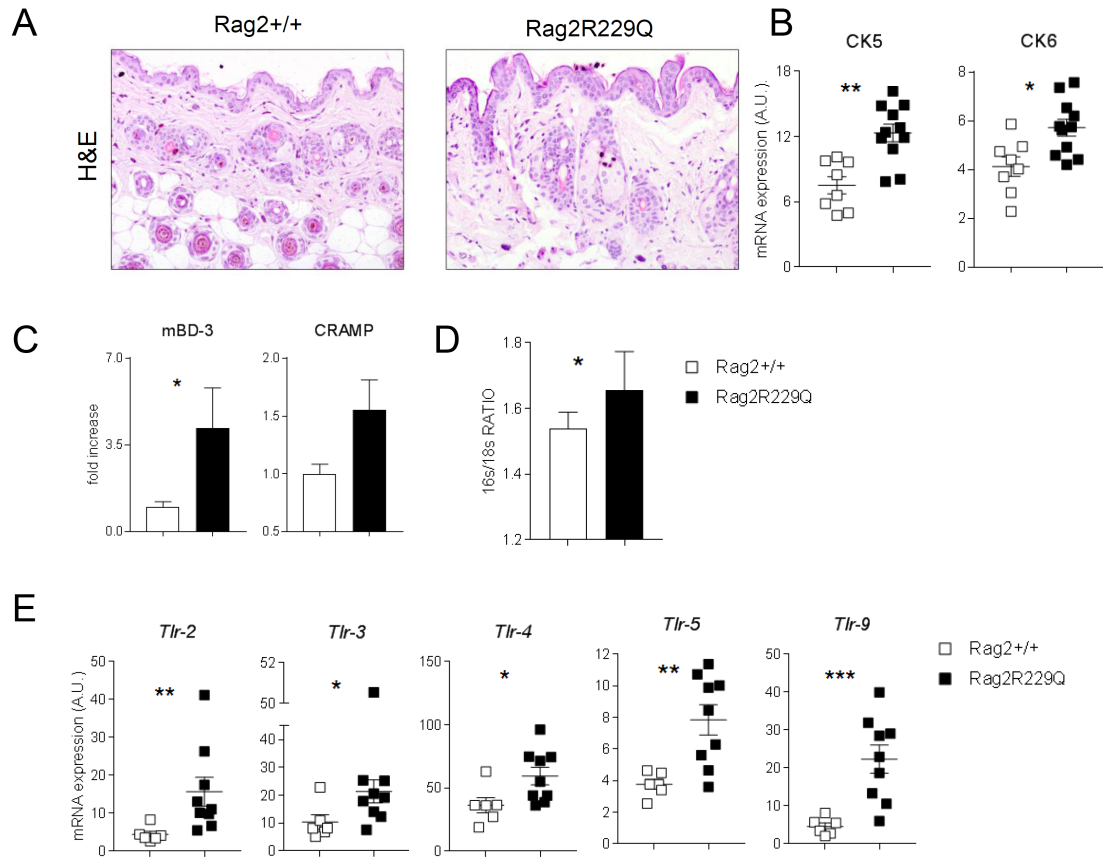 A
Rag2+/+
Rag2R229Q
H&E
B
CK5
CK6
mRNA expression (A.U.).
18
12
6
0
**
8
6
4
2
0
*
C
mBD-3
CRAMP
fold increase
7.0
3.5
0.0
*
2.0
1.5
1.0
0.5
D
16s/18s RATIO
1.8
1.6
1.4
1.2
*
Rag2+/+
Rag2R229Q
E
Tlr-2
Tlr-3
Tlr-4
Tlr-5
Tlr-9
mRNA expression (A.U.)
50
40
30
20
10
0
**
52
50
40
30
20
10
0
*
150
100
50
0
*
12
10
8
6
4
2
0
**
50
40
30
20
10
0
***
Rag2+/+
Rag2R229Q